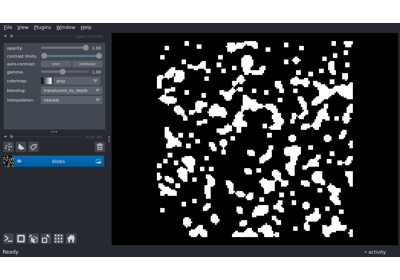 File View Plugins Window Help
opacity: 1.00
contrast limits:
auto-contrast: once continuous
gamma: 1.00
colormap: gray
blending: translucent_no_depth
interpolation: nearest
blobs
Ready
activity